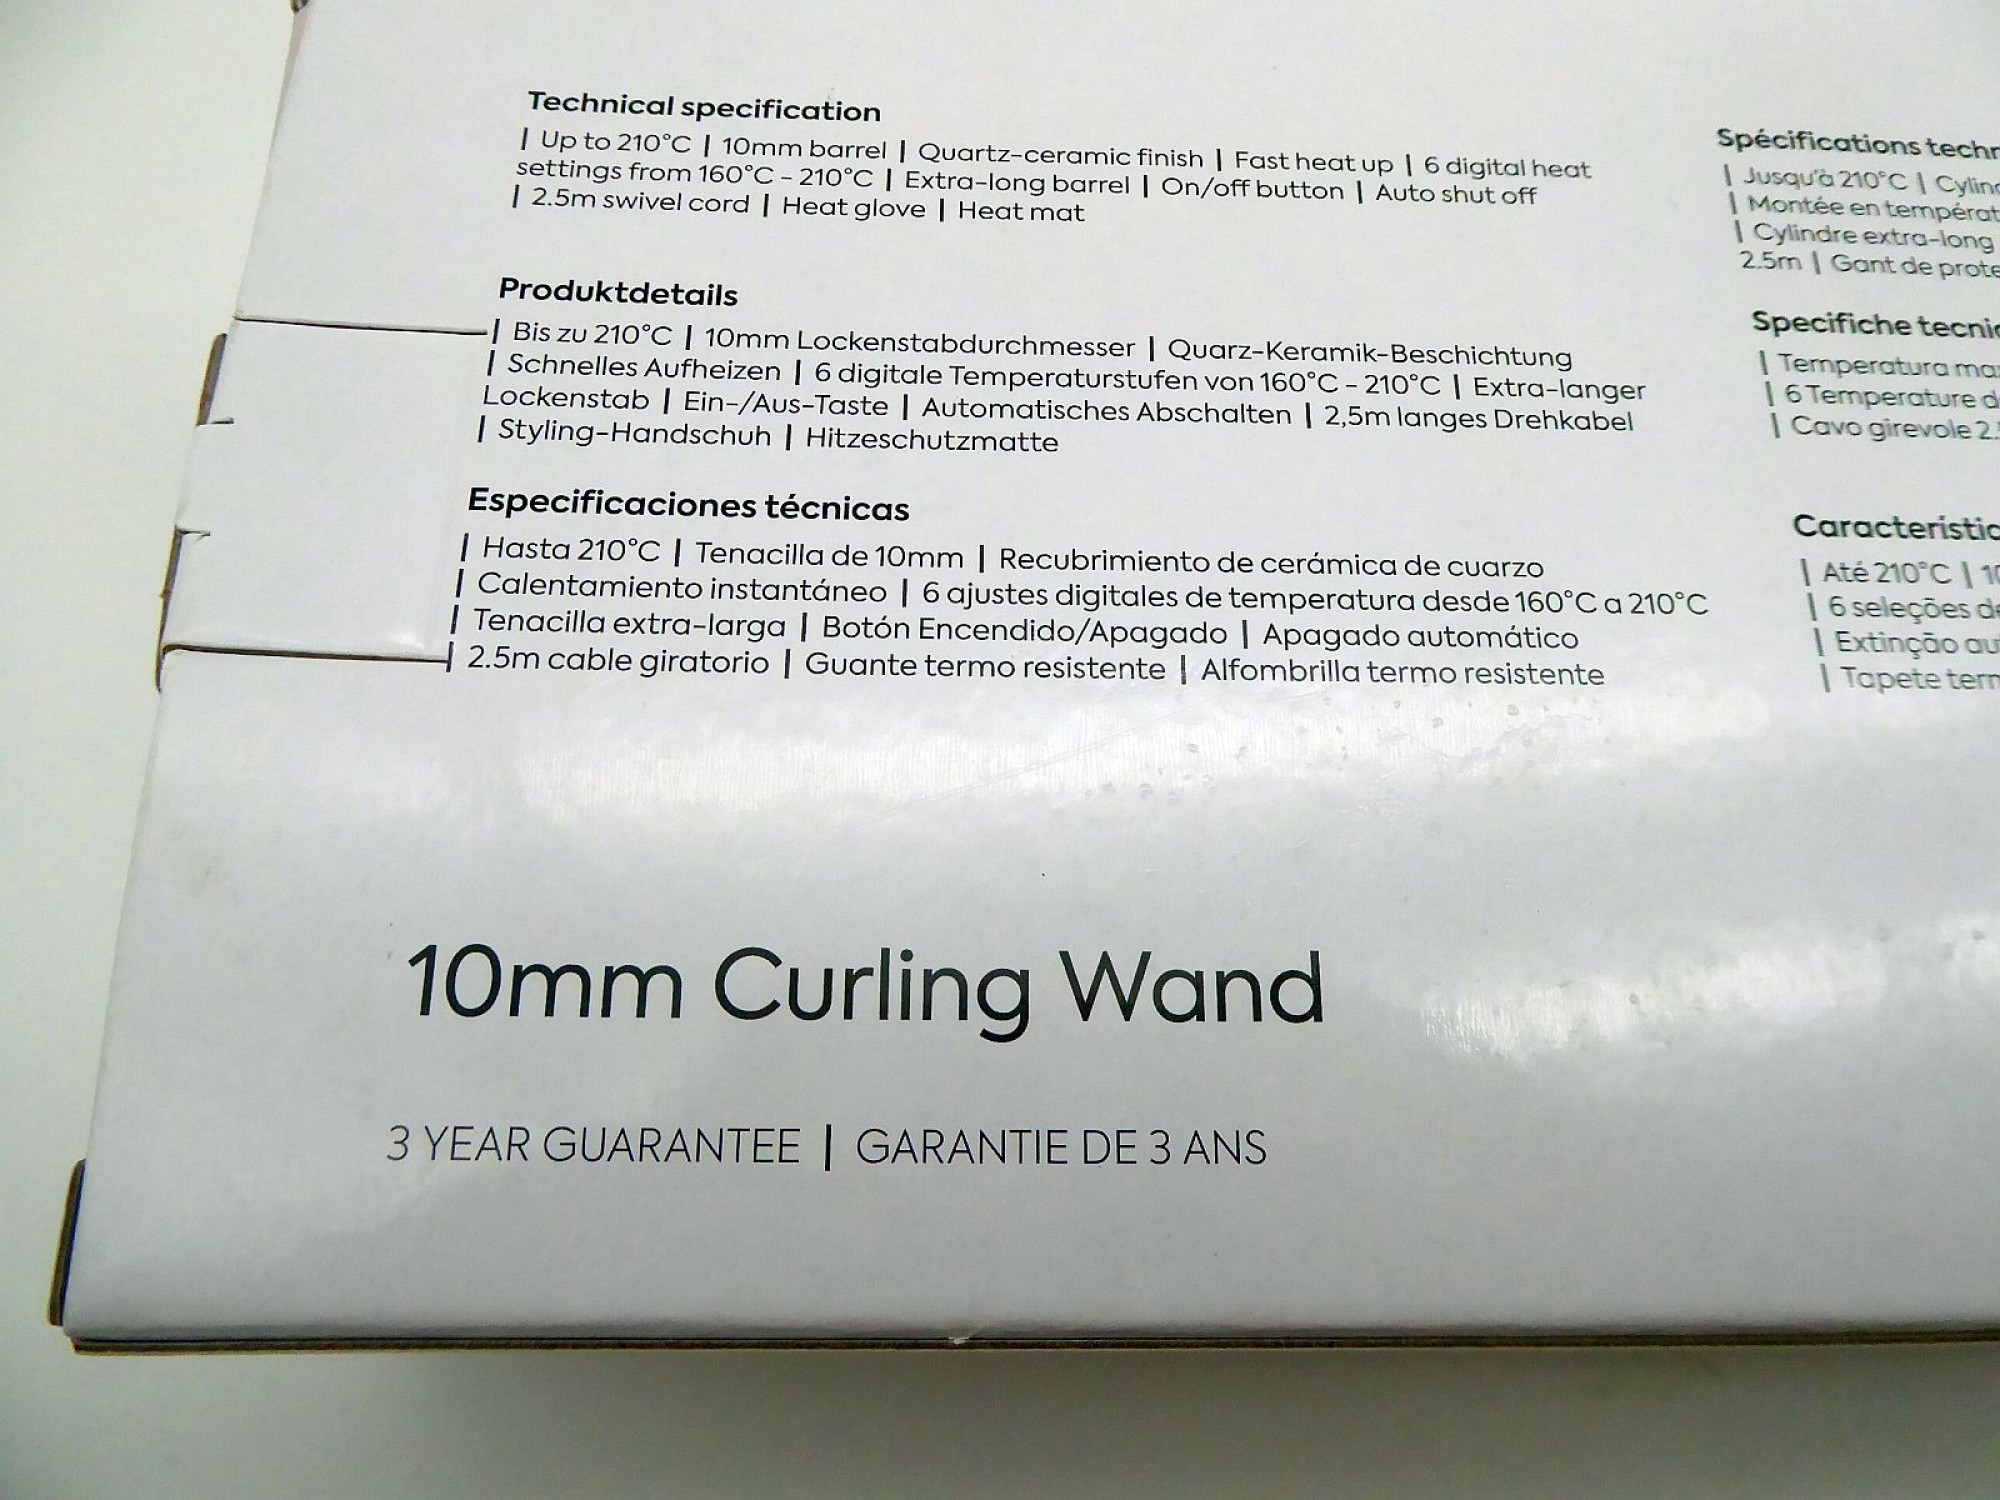 Technical specification
| Up to 210°C | 10mm barrel | Quartz-ceramic finish | Fast heat up | 6 digital heat
settings from 160°C - 210°C | Extra-long barrel | On/off button | Auto shut off
| 2.5m swivel cord | Heat glove | Heat mat
Produktdetails
| Bis zu 210°C | 10mm Lockenstabdurchmesser | Quarz-Keramik-Beschichtung
| Schnelles Aufheizen | 6 digitale Temperaturstufen von 160°C - 210°C | Extra-langer
Lockenstab | Ein-/Aus-Taste | Automatisches Abschalten | 2,5m langes Drehkabel
| Styling-Handschuh | Hitzeschutzmatte
Especificaciones técnicas
| Hasta 210°C | Tenacilla de 10mm | Recubrimiento de cerámica de cuarzo
| Calentamiento instantáneo | 6 ajustes digitales de temperatura desde 160°C a 210°C
| Tenacilla extra-larga | Botón Encendido/Apagado | Apagado automático
| 2.5m cable giratorio | Guante termo resistente | Alfombrilla termo resistente
Spécifications
| Jusqu'à 210°C |
| Montée en
| Cylindre extra-long
2.5m | Gant de
Specifiche
| Temperatura
| 6 Temperature
| Cavo girevole
| Até 210°C |
| 6 seleções
| Extinção
| Tapete
10mm Curling Wand
3 YEAR GUARANTEE | GARANTIE DE 3 ANS